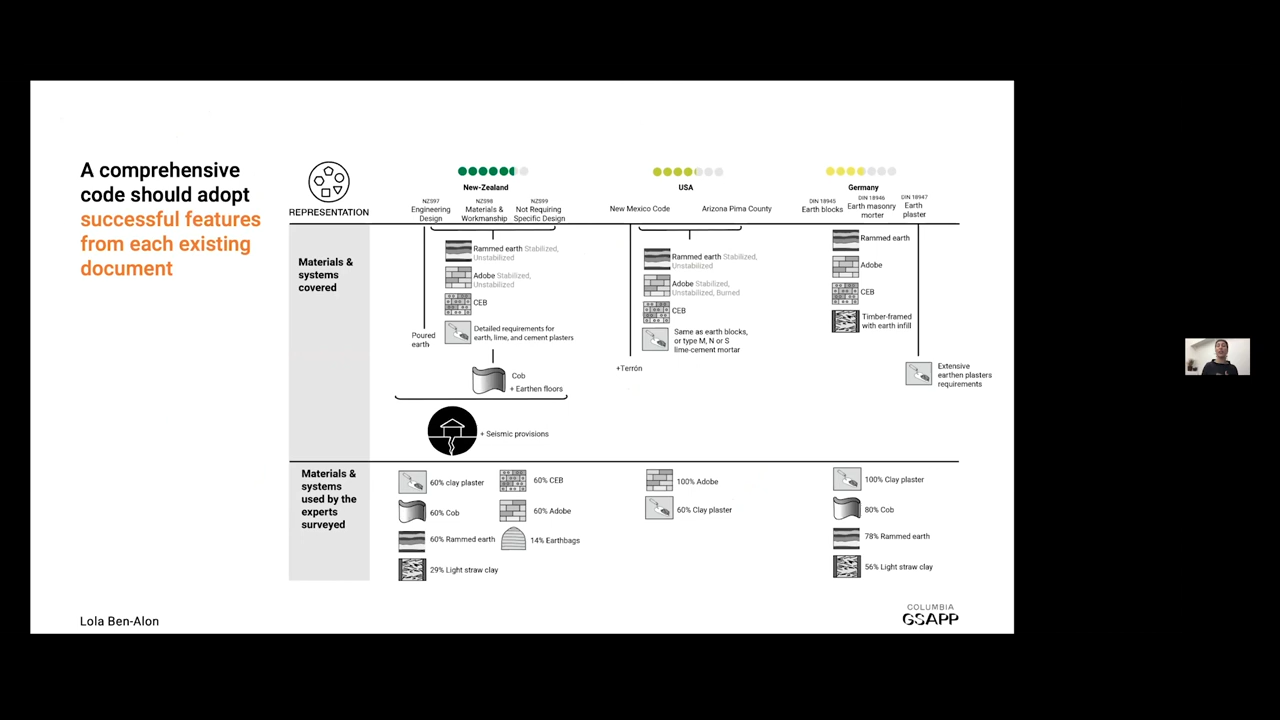 A comprehensive
code should adopt
successful features
from each existing
document
REPRESENTATION
New-Zealand
NZS97
Engineering
Design
NZS98
Materials &
Workmanship
NZS99
Not Requiring
Specific Design
USA
New Mexico Code
Arizona Pima County
Germany
DIN 18945
Earth blocks
DIN 18946
Earth masonry
morter
DIN 18947
Earth
plaster
Materials &
systems
covered
Poured
earth
Rammed earth Stabilized,
Unstabilized
Adobe Stabilized,
Unstabilized
CEB
Detailed requirements for
earth, lime, and cement plasters
Cob
+ Earthen floors
+ Seismic provisions
Rammed earth Stabilized,
Unstabilized
Adobe Stabilized,
Unstabilized, Burned
CEB
Same as earth blocks,
or type M, N or S
lime-cement mortar
+Terrón
Rammed earth
Adobe
CEB
Timber-framed
with earth infill
Extensive
earthen plasters
requirements
Materials &
systems
used by the
experts
surveyed
60% clay plaster
60% Cob
60% Rammed earth
29% Light straw clay
60% CEB
60% Adobe
14% Earthbags
100% Adobe
60% Clay plaster
100% Clay plaster
80% Cob
78% Rammed earth
56% Light straw clay
Lola Ben-Alon
COLUMBIA
GSAPP